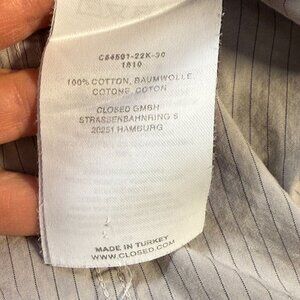 C84501-22K-30
1810
100% COTTON, BAUMWOLLE,
COTONE, COTON
CLOSED GMBH
STRASSENBAHNRING 6
20251 HAMBURG
MADE IN TURKEY
WWW.CLOSED.COM